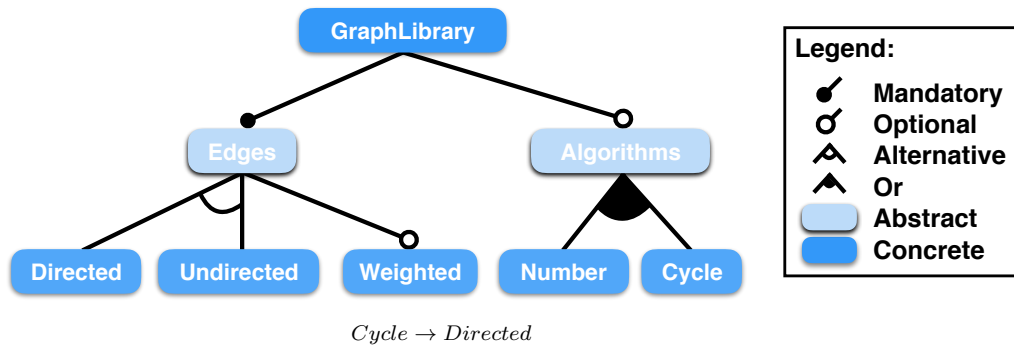 GraphLibrary
Edges
Algorithms
Directed
Undirected
Weighted
Number
Cycle
Cycle → Directed
Legend:
Mandatory
Optional
Alternative
Or
Abstract
Concrete